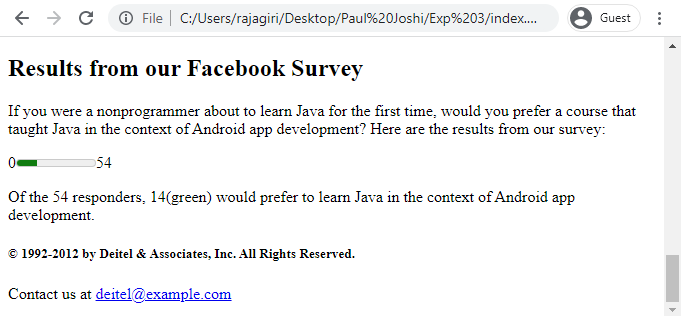 File | C:/Users/rajagiri/Desktop/Paul%20Joshi/Exp%203/index.... Guest
Results from our Facebook Survey
If you were a nonprogrammer about to learn Java for the first time, would you prefer a course that
taught Java in the context of Android app development? Here are the results from our survey:
0 54
Of the 54 responders, 14(green) would prefer to learn Java in the context of Android app
development.
© 1992-2012 by Deitel & Associates, Inc. All Rights Reserved.
Contact us at deitel@example.com